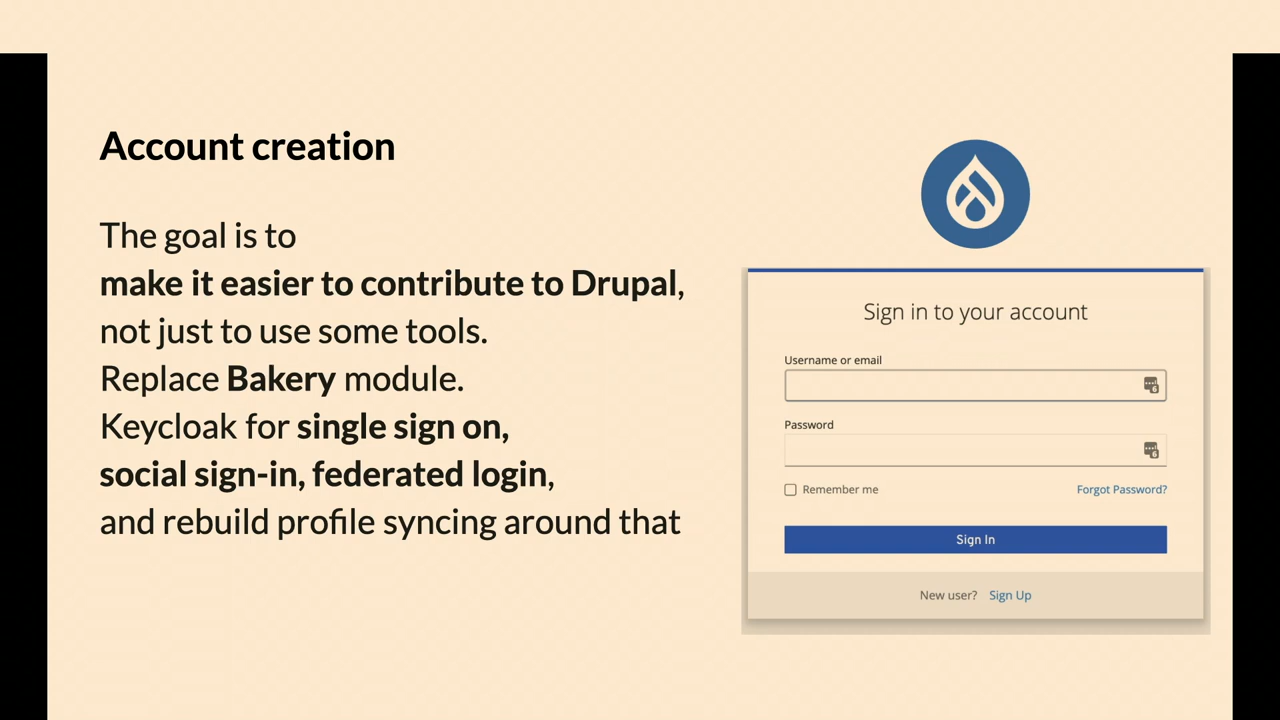 Account creation
The goal is to
make it easier to contribute to Drupal,
not just to use some tools.
Replace Bakery module.
Keycloak for single sign on,
social sign-in, federated login,
and rebuild profile syncing around that
Sign in to your account
Username or email
Password
Remember me
Forgot Password?
Sign In
New user? Sign Up